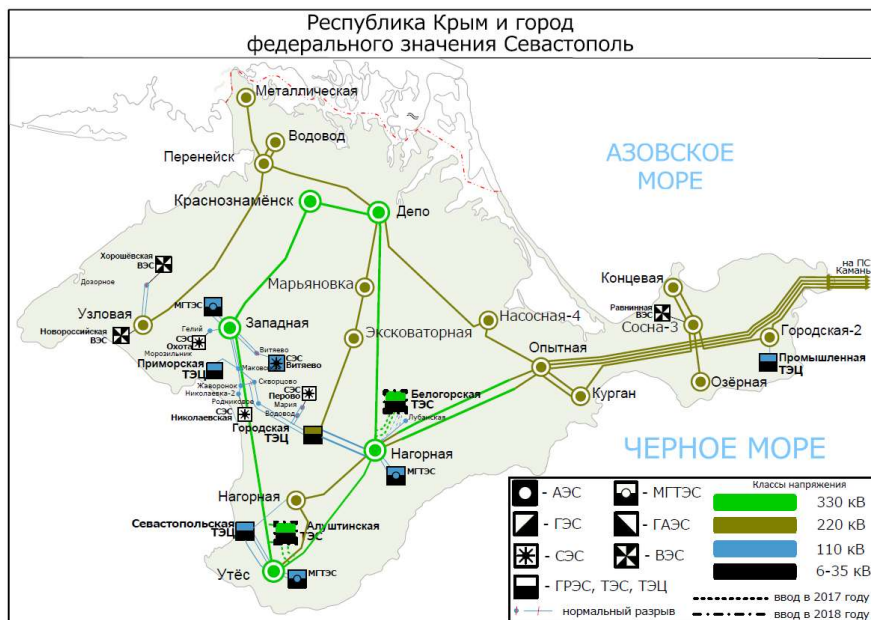 Республика Крым и город
федерального значения Севастополь
Металлическая
Водовод
Перенейск
АЗОВСКОЕ
МОРЕ
Краснознамёнск
Депо
на ПС
Камань
Хорошёвская
ВЭС
Дозорное
Марьяновка
Концевая
МГТЭС
Равнинная
ВЭС
Узловая
Западная
Насосная-4
Сосна-3
Городская-2
Новороссийская
ВЭС
Гелий
СЭС
Охота
Морозильник
Эксковаторная
Витяево
СЭС
Витяево
Опытная
Приморская
ТЭЦ
Маково
Промышленная
ТЭЦ
Скворцово
Жаворонок
Николаевка-2
Родниковое
СЭС
Перово
Мария
Водовод
Белогорская
ТЭС
Курган
Озёрная
СЭС
Николаевская
Городская
ТЭЦ
Лубанская
Нагорная
МГТЭС
ЧЕРНОЕ МОРЕ
Нагорная
Севастопольская
ТЭЦ
Алуштинская
ТЭС
Утёс
МГТЭС
- АЭС
- МГТЭС
- ГЭС
- ГАЭС
- СЭС
- ВЭС
- ГРЭС, ТЭС, ТЭЦ
- нормальный разрыв
Классы напряжения
330 кВ
220 кВ
110 кВ
6-35 кВ
ввод в 2017 году
ввод в 2018 году